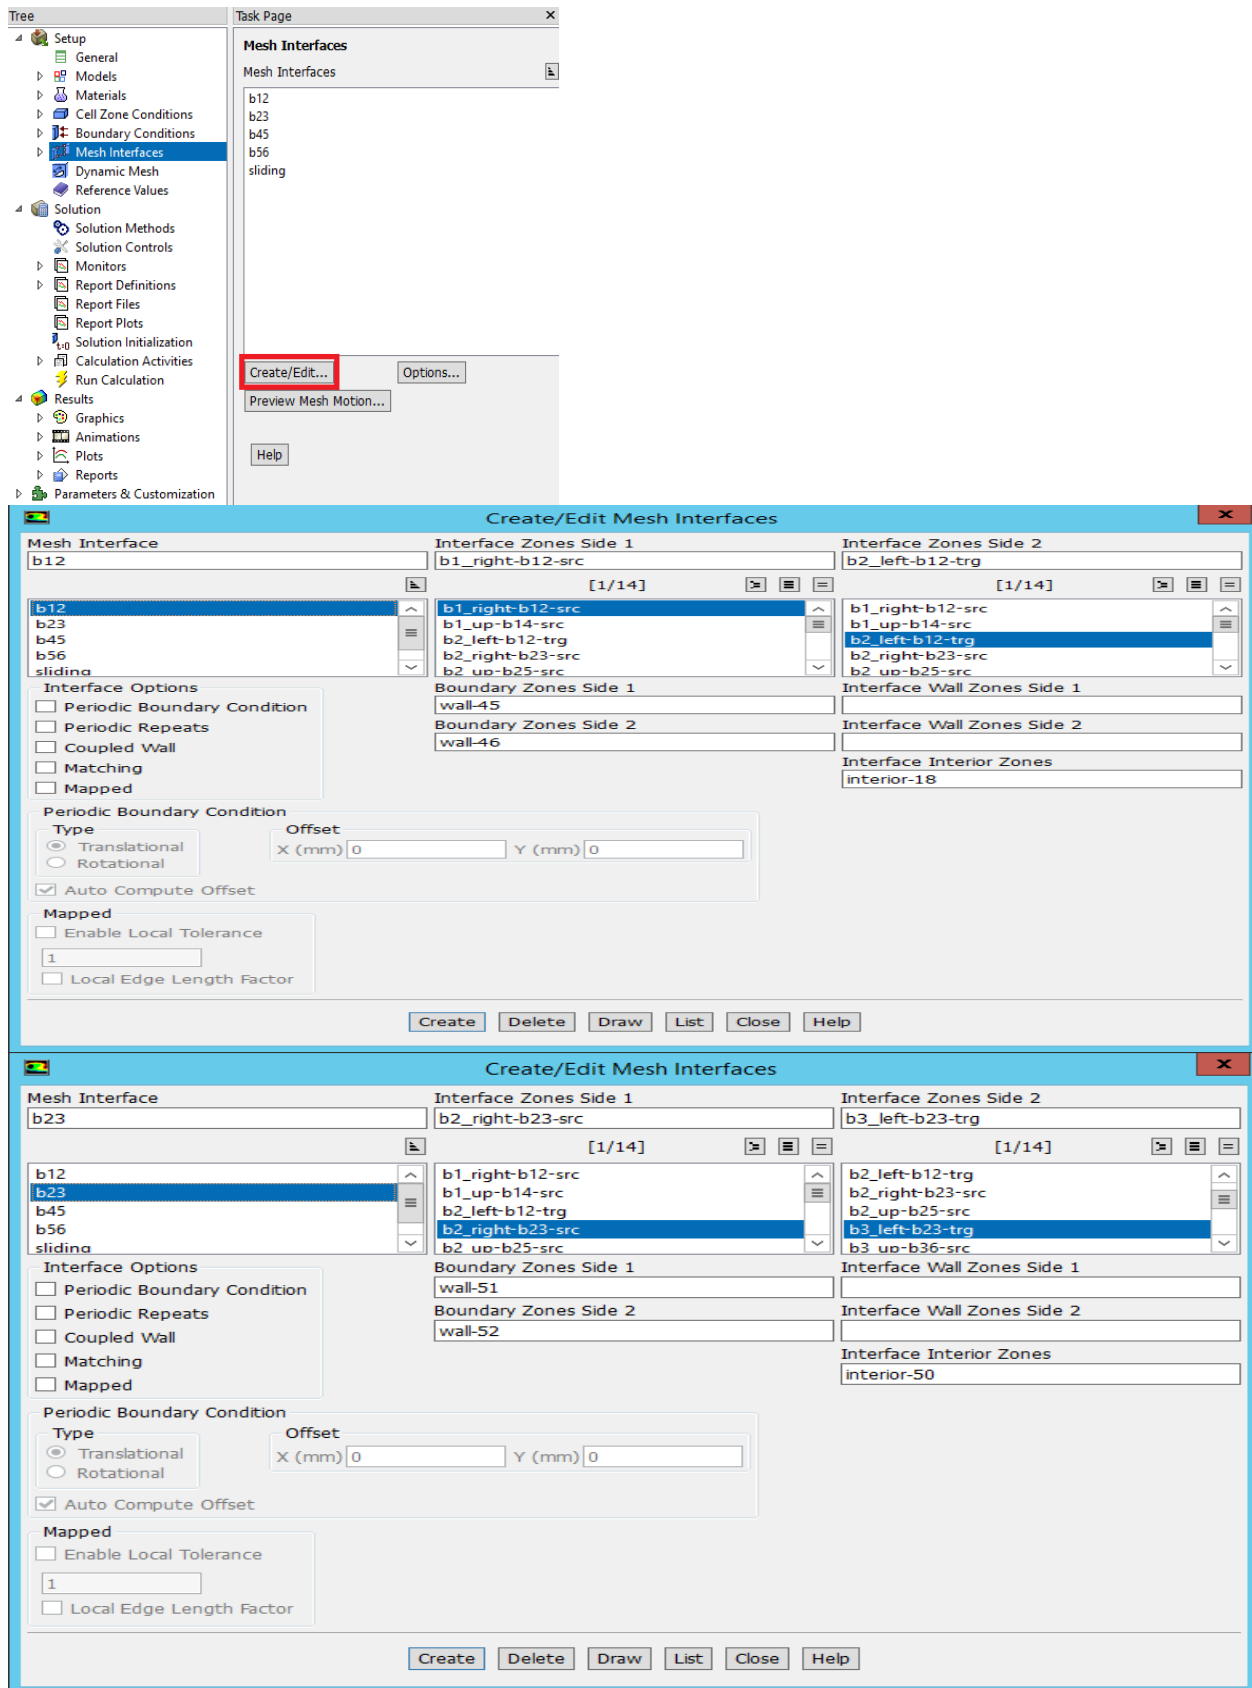 Tree
Task Page
Setup
General
Models
Materials
Cell Zone Conditions
Boundary Conditions
Mesh Interfaces
Dynamic Mesh
Reference Values
Solution
Solution Methods
Solution Controls
Monitors
Report Definitions
Report Files
Report Plots
Solution Initialization
Calculation Activities
Run Calculation
Results
Graphics
Animations
Plots
Reports
Parameters & Customization
Mesh Interfaces
Mesh Interfaces
b12
b23
b45
b56
sliding
Create/Edit...
Options...
Preview Mesh Motion...
Help
Create/Edit Mesh Interfaces
Mesh Interface
Interface Zones Side 1
Interface Zones Side 2
b12
b1_right-b12-src
b2_left-b12-trg
[1/14]
[1/14]
b12
b23
b45
b56
sliding
b1_right-b12-src
b1_up-b14-src
b2_left-b12-trg
b2_right-b23-src
b2_up-b25-src
b1_right-b12-src
b1_up-b14-src
b2_left-b12-trg
b2_right-b23-src
b2_up-b25-src
Interface Options
Periodic Boundary Condition
Periodic Repeats
Coupled Wall
Matching
Mapped
Boundary Zones Side 1
wall-45
Boundary Zones Side 2
wall-46
Interface Wall Zones Side 1
Interface Wall Zones Side 2
Interface Interior Zones
interior-18
Periodic Boundary Condition
Type
Translational
Rotational
Offset
X (mm) 0
Y (mm) 0
Auto Compute Offset
Mapped
Enable Local Tolerance
1
Local Edge Length Factor
Create Delete Draw List Close Help
Create/Edit Mesh Interfaces
Mesh Interface
Interface Zones Side 1
Interface Zones Side 2
b23
b2_right-b23-src
b3_left-b23-trg
[1/14]
[1/14]
b12
b23
b45
b56
sliding
b1_right-b12-src
b1_up-b14-src
b2_left-b12-trg
b2_right-b23-src
b2_up-b25-src
b2_left-b12-trg
b2_right-b23-src
b2_up-b25-src
b3_left-b23-trg
b3_up-b36-src
Interface Options
Periodic Boundary Condition
Periodic Repeats
Coupled Wall
Matching
Mapped
Boundary Zones Side 1
wall-51
Boundary Zones Side 2
wall-52
Interface Wall Zones Side 1
Interface Wall Zones Side 2
Interface Interior Zones
interior-50
Periodic Boundary Condition
Type
Translational
Rotational
Offset
X (mm) 0
Y (mm) 0
Auto Compute Offset
Mapped
Enable Local Tolerance
1
Local Edge Length Factor
Create Delete Draw List Close Help